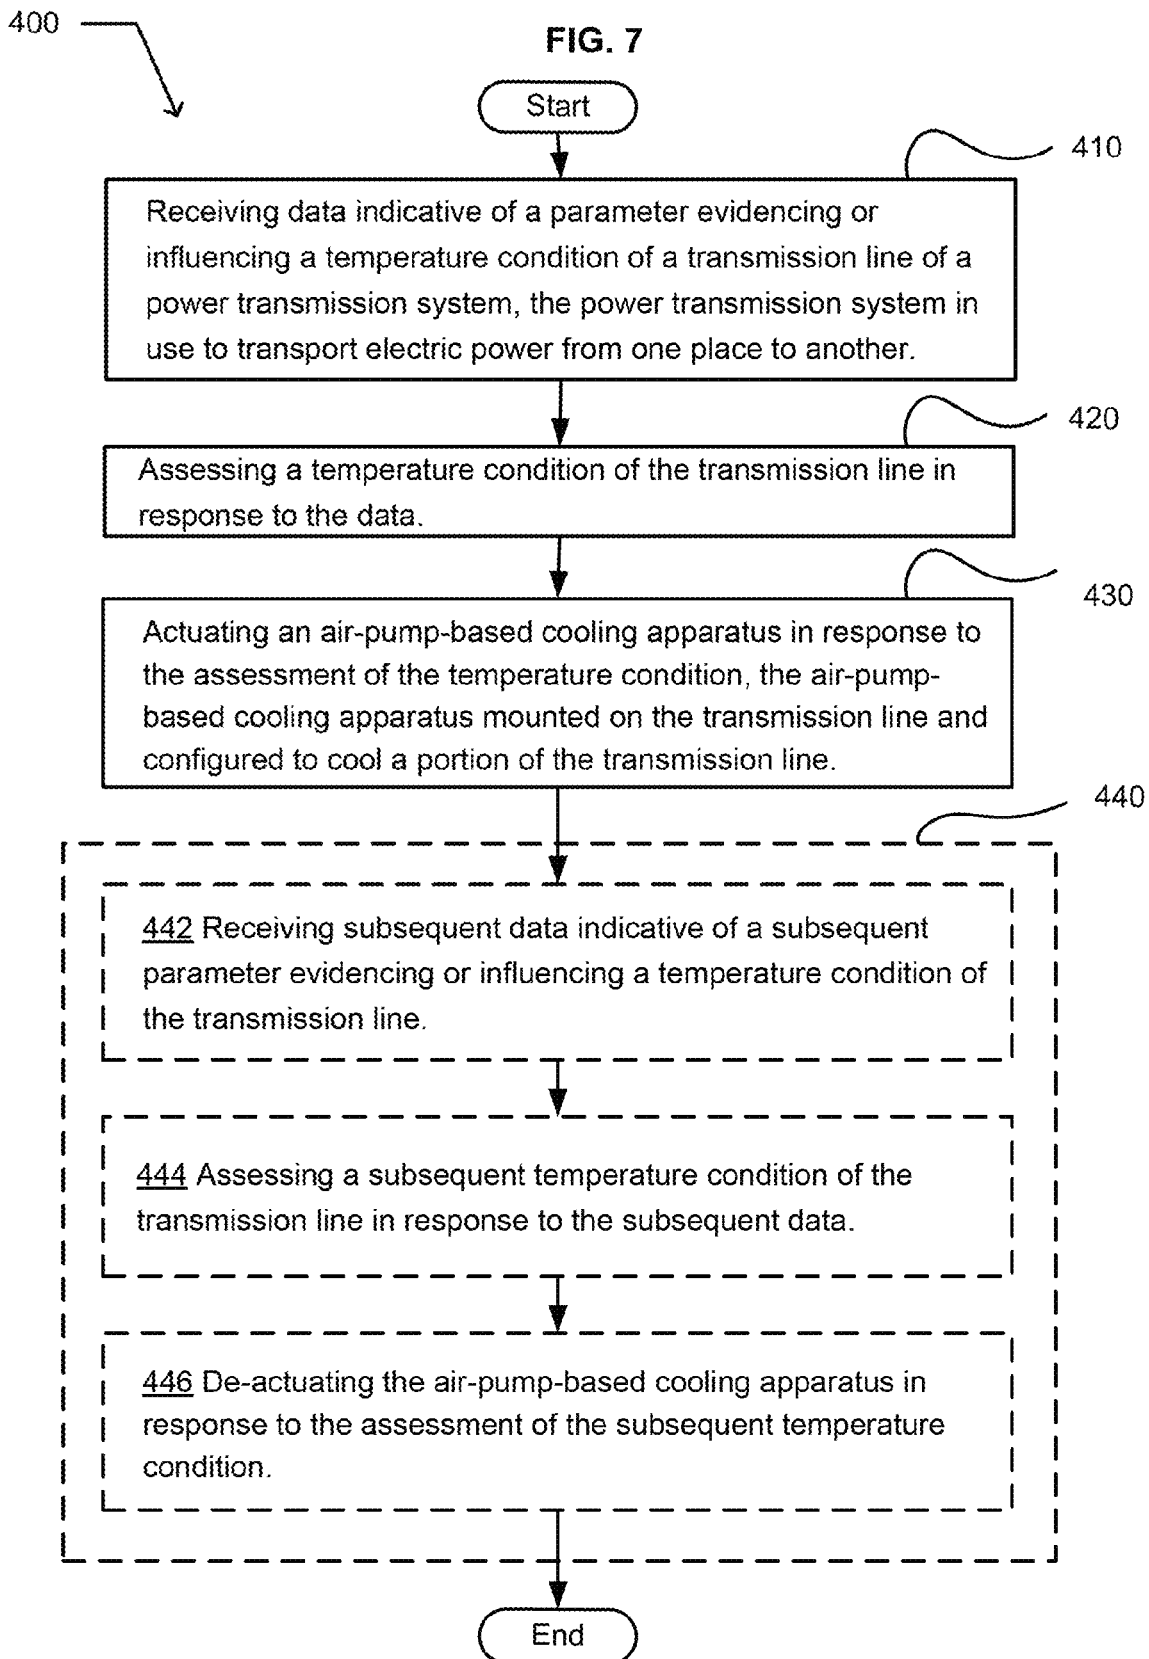 400
FIG. 7
Start
410
Receiving data indicative of a parameter evidencing or
influencing a temperature condition of a transmission line of a
power transmission system, the power transmission system in
use to transport electric power from one place to another.
420
Assessing a temperature condition of the transmission line in
response to the data.
430
Actuating an air-pump-based cooling apparatus in response to
the assessment of the temperature condition, the air-pump-
based cooling apparatus mounted on the transmission line and
configured to cool a portion of the transmission line.
440
442 Receiving subsequent data indicative of a subsequent
parameter evidencing or influencing a temperature condition of
the transmission line.
444 Assessing a subsequent temperature condition of the
transmission line in response to the subsequent data.
446 De-actuating the air-pump-based cooling apparatus in
response to the assessment of the subsequent temperature
condition.
End